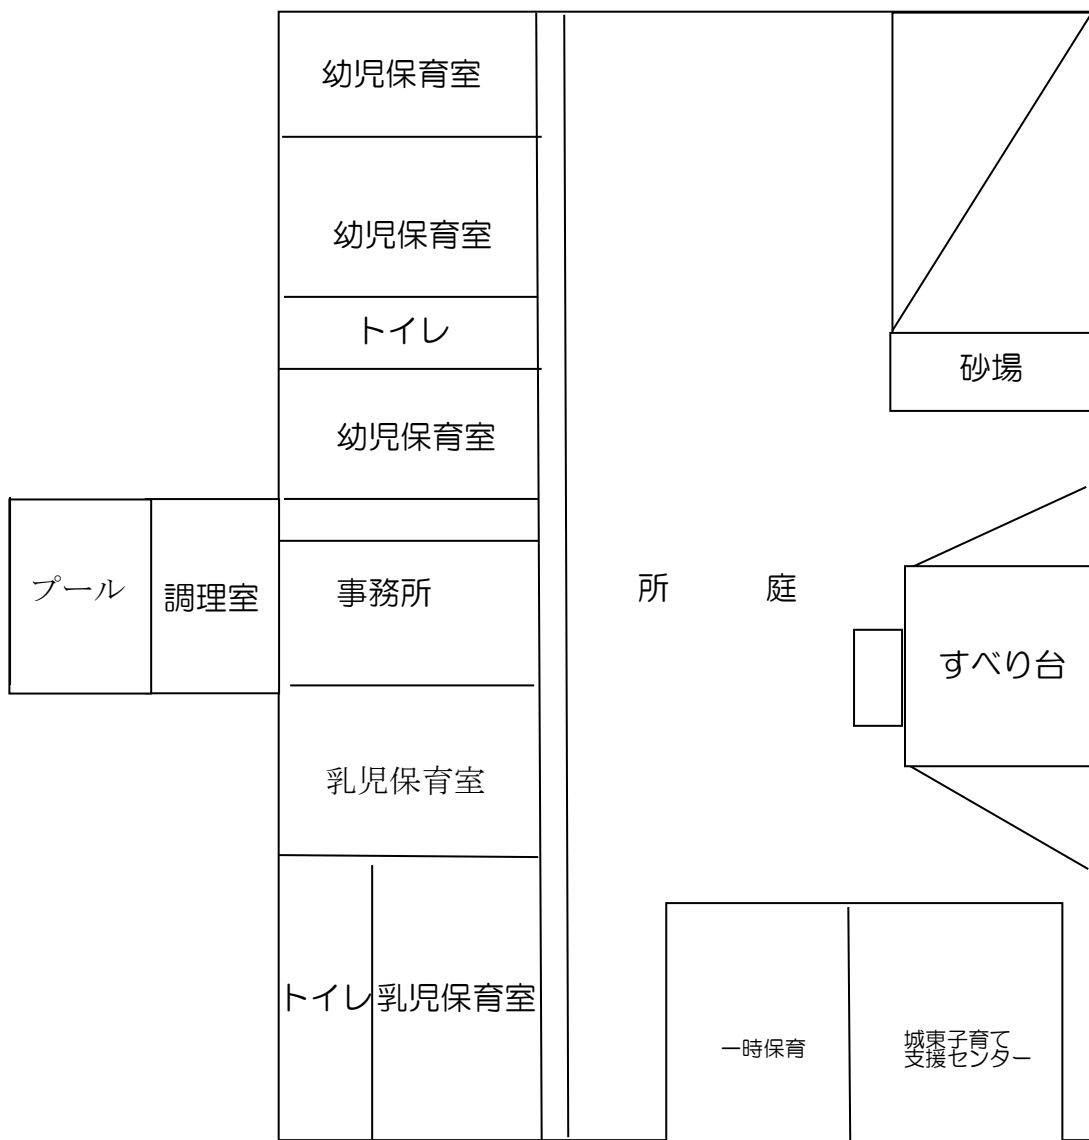 幼児保育室
幼児保育室
トイレ
砂場
幼児保育室
プール
調理室
事務所
所　庭
すべり台
乳児保育室
トイレ
乳児保育室
一時保育
城東子育て
支援センター